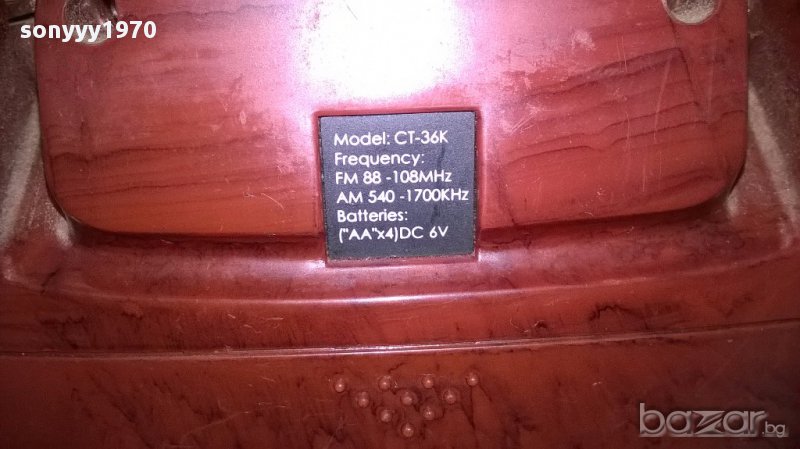 sonyyy1970
Model: CT-36K
Frequency:
FM 88 -108MHz
AM 540 -1700KHz
Batteries:
("AA"x4)DC 6V
bazar.bg